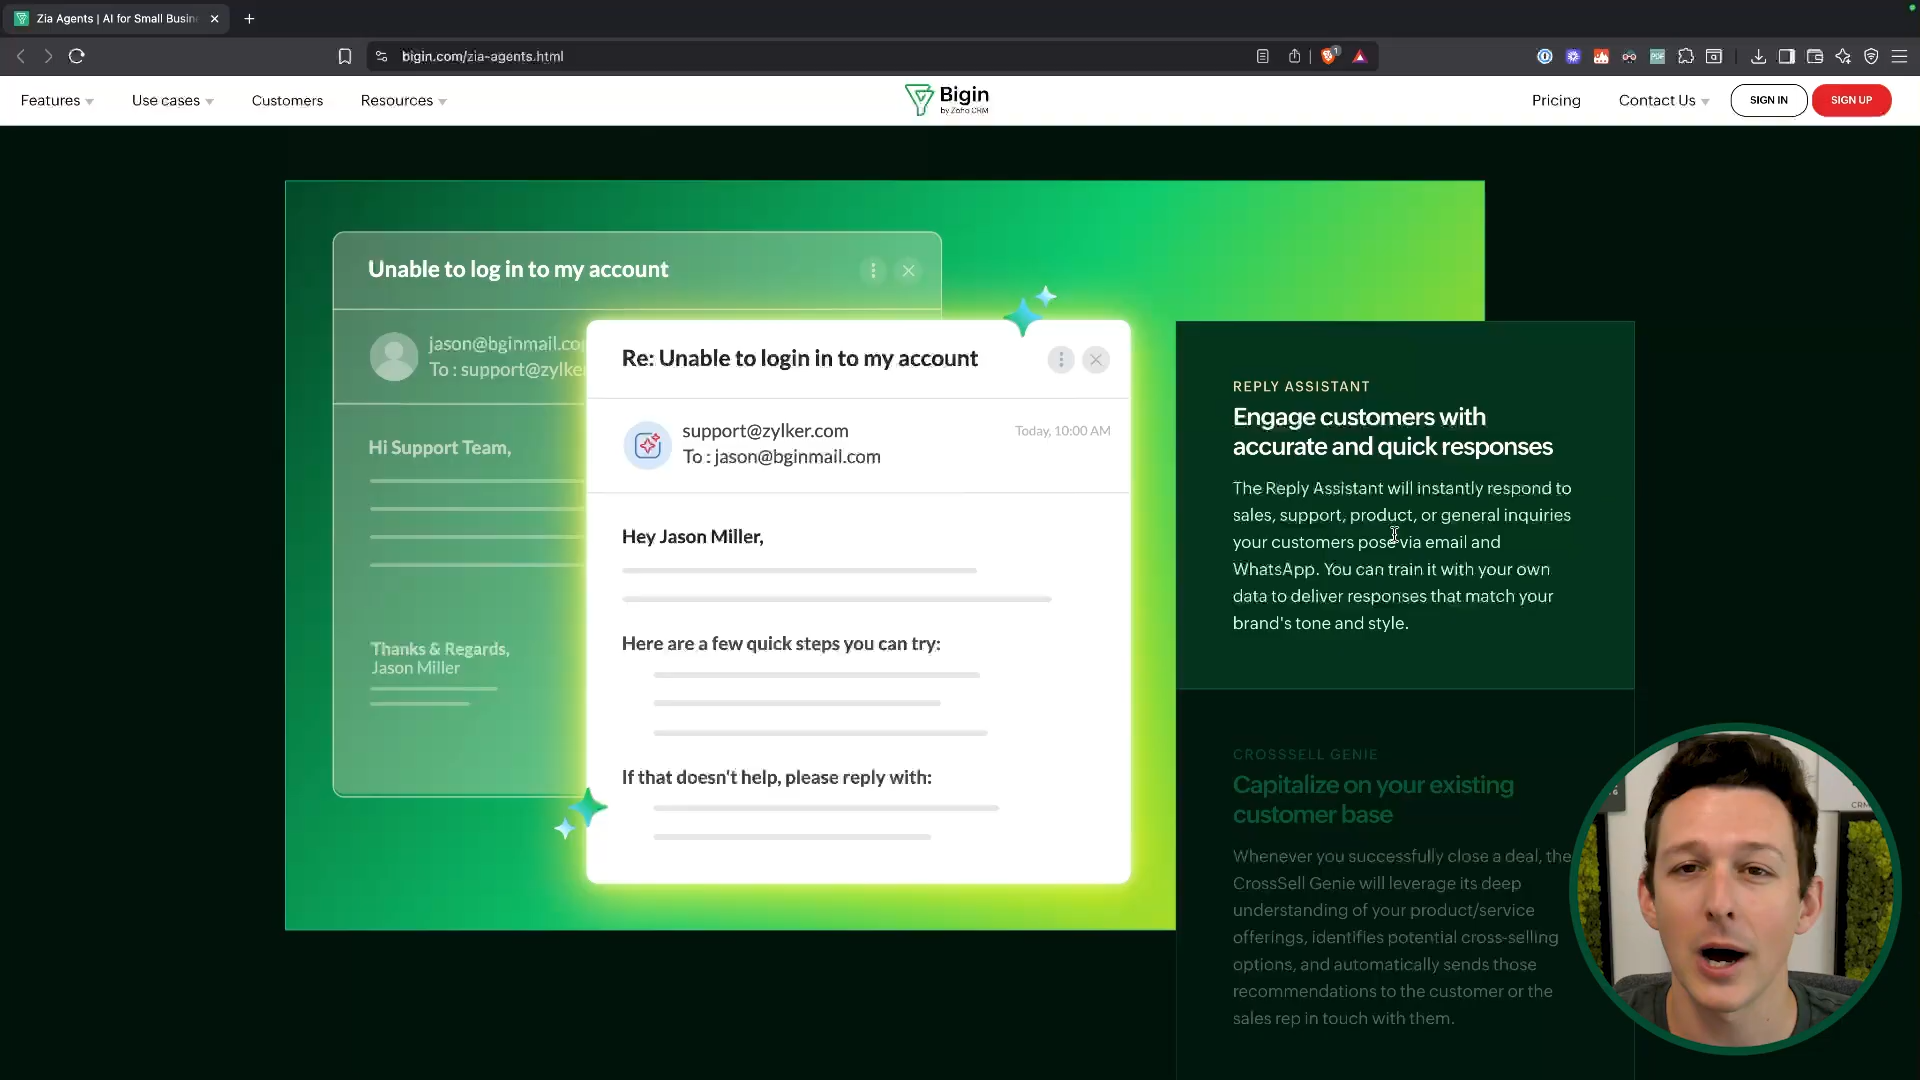 Zia Agents | AI for Small Busin
bigin.com/zia-agents.html
1
Features
Use cases
Customers
Resources
Bigin
by Zoho CRM
Pricing
Contact Us
SIGN IN
SIGN UP
Unable to log in to my account
jason@bginmail.co
To : support@zylke
Hi Support Team,
Thanks & Regards,
Jason Miller
Re: Unable to login in to my account
support@zylker.com
Today, 10:00 AM
To : jason@bginmail.com
Hey Jason Miller,
Here are a few quick steps you can try:
If that doesn't help, please reply with:
REPLY ASSISTANT
Engage customers with
accurate and quick responses
The Reply Assistant will instantly respond to
sales, support, product, or general inquiries
your customers pose via email and
WhatsApp. You can train it with your own
data to deliver responses that match your
brand's tone and style.
CROSSSELL GENIE
Capitalize on your existing
customer base
Whenever you successfully close a deal, the
CrossSell Genie will leverage its deep
understanding of your product/service
offerings, identifies potential cross-selling
options, and automatically sends those
recommendations to the customer or the
sales rep in touch with them.
CRM